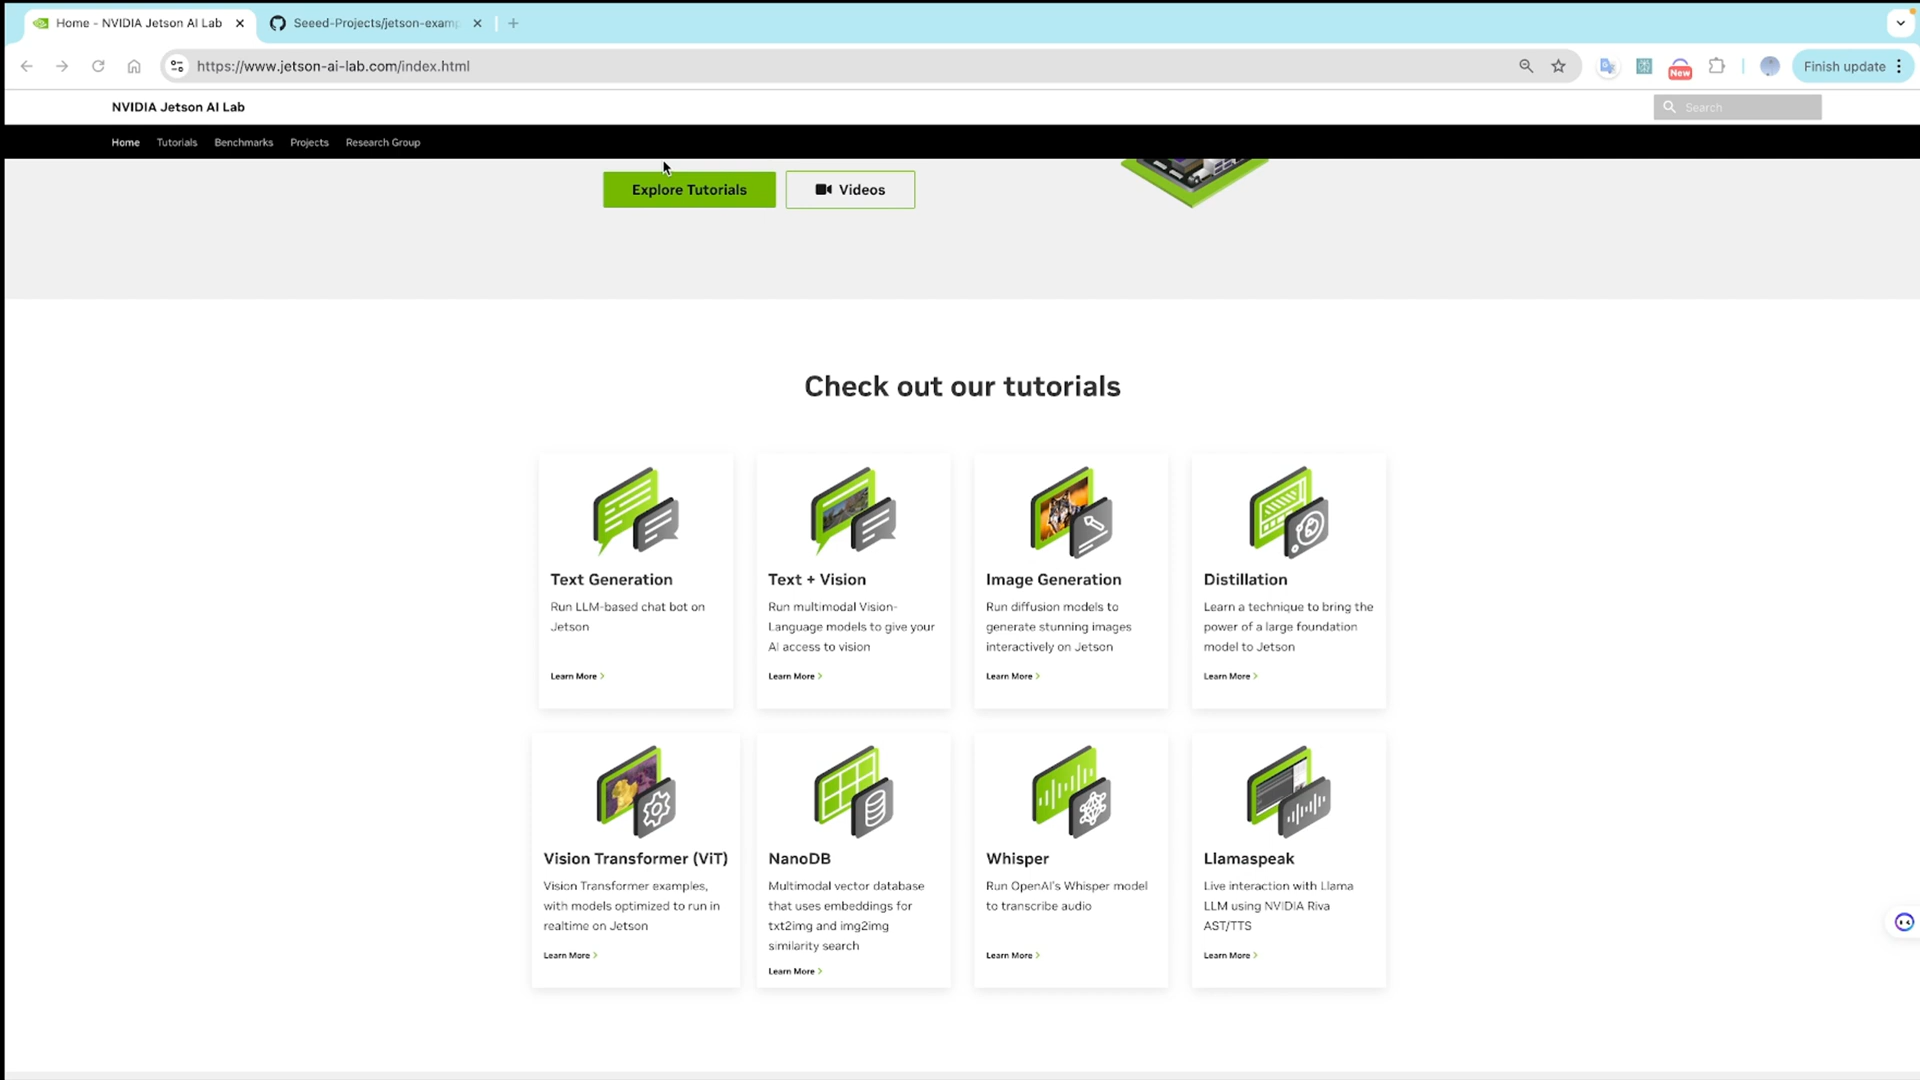 Home - NVIDIA Jetson AI Lab
Seeed-Projects/jetson-examp
https://www.jetson-ai-lab.com/index.html
New
Finish update
NVIDIA Jetson AI Lab
Search
Home Tutorials Benchmarks Projects Research Group
Explore Tutorials
Videos
Check out our tutorials
Text Generation
Run LLM-based chat bot on
Jetson
Learn More >
Text + Vision
Run multimodal Vision-
Language models to give your
AI access to vision
Learn More >
Image Generation
Run diffusion models to
generate stunning images
interactively on Jetson
Learn More >
Distillation
Learn a technique to bring the
power of a large foundation
model to Jetson
Learn More >
Vision Transformer (ViT)
Vision Transformer examples,
with models optimized to run in
realtime on Jetson
Learn More >
NanoDB
Multimodal vector database
that uses embeddings for
txt2img and img2img
similarity search
Learn More >
Whisper
Run OpenAI's Whisper model
to transcribe audio
Learn More >
Llamaspeak
Live interaction with Llama
LLM using NVIDIA Riva
AST/TTS
Learn More >